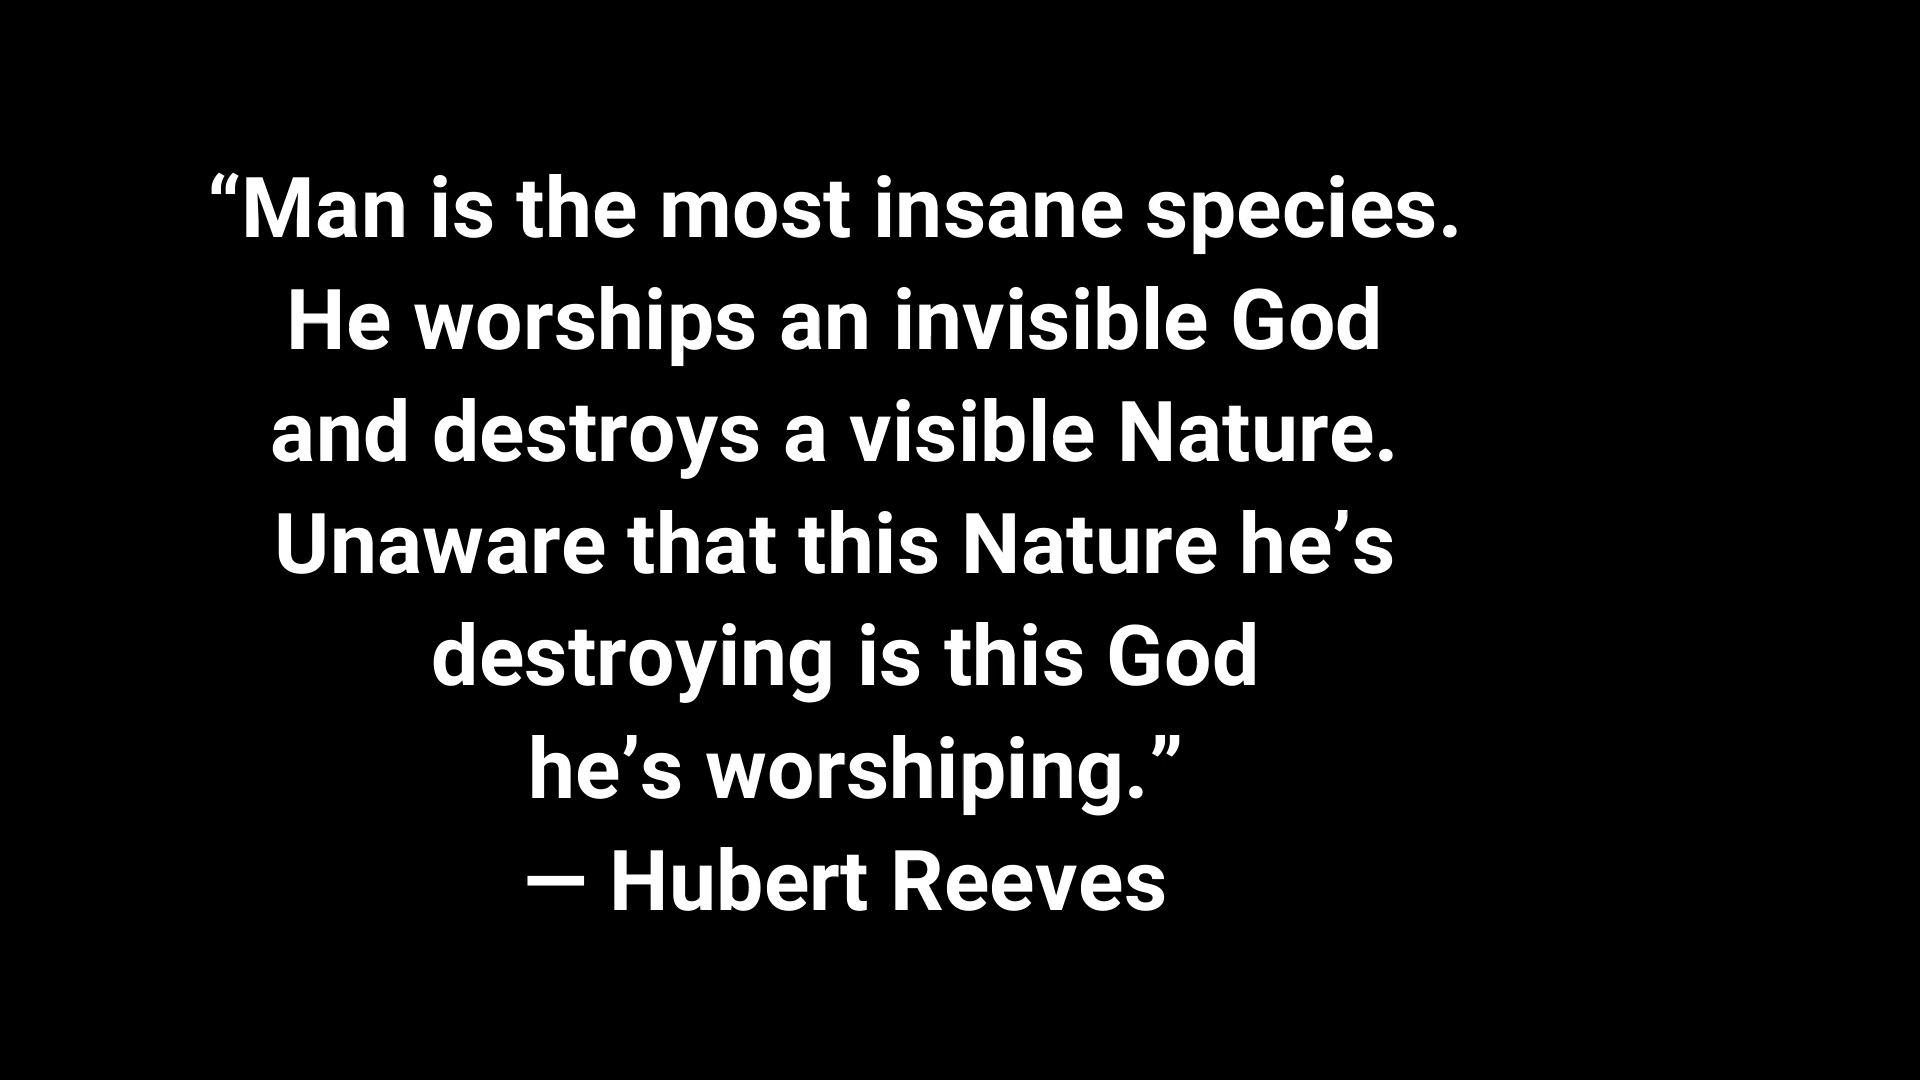 “Man is the most insane species.
He worships an invisible God
and destroys a visible Nature.
Unaware that this Nature he’s
destroying is this God
he’s worshiping.”
— Hubert Reeves